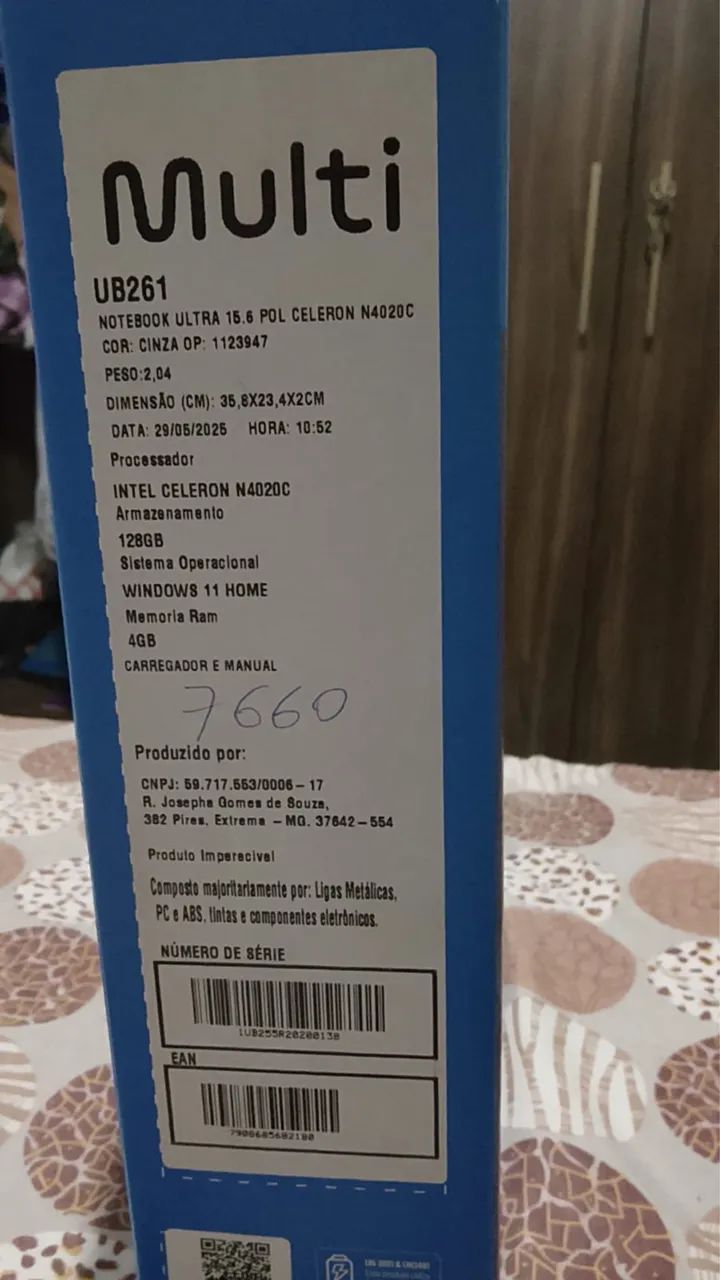 Multi
UB261
NOTEBOOK ULTRA 15.6 POL CELERON N4020C
COR: CINZA OP: 1123947
PESO:2,04
DIMENSÃO (CM): 35,8X23,4X2CM
DATA: 29/05/2025 HORA: 10:52
Processador
INTEL CELERON N4020C
Armazenamento
128GB
Sistema Operacional
WINDOWS 11 HOME
Memoria Ram
4GB
CARREGADOR E MANUAL
7660
Produzido por:
CNPJ: 59.717.553/0006-17
R. Josepha Gomes de Souza,
382 Pires, Extrema - MG. 37642-554
Produto Imperecivel
Composto majoritariamente por: Ligas Metálicas,
PC e ABS, tintas e componentes eletrônicos.
NÚMERO DE SÉRIE
1UB255R20200138
EAN
7908685682180